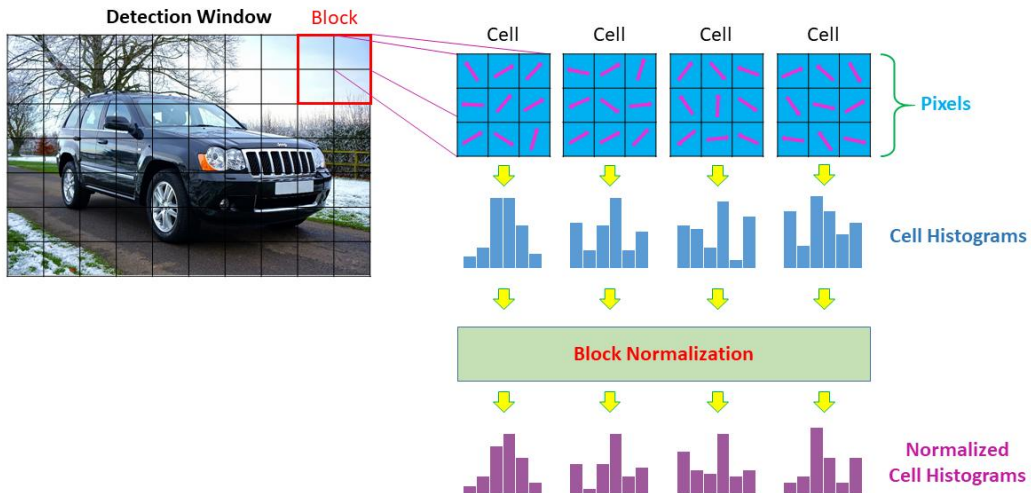 Detection Window
Block
Cell
Cell
Cell
Cell
Pixels
Cell Histograms
Block Normalization
Normalized
Cell Histograms